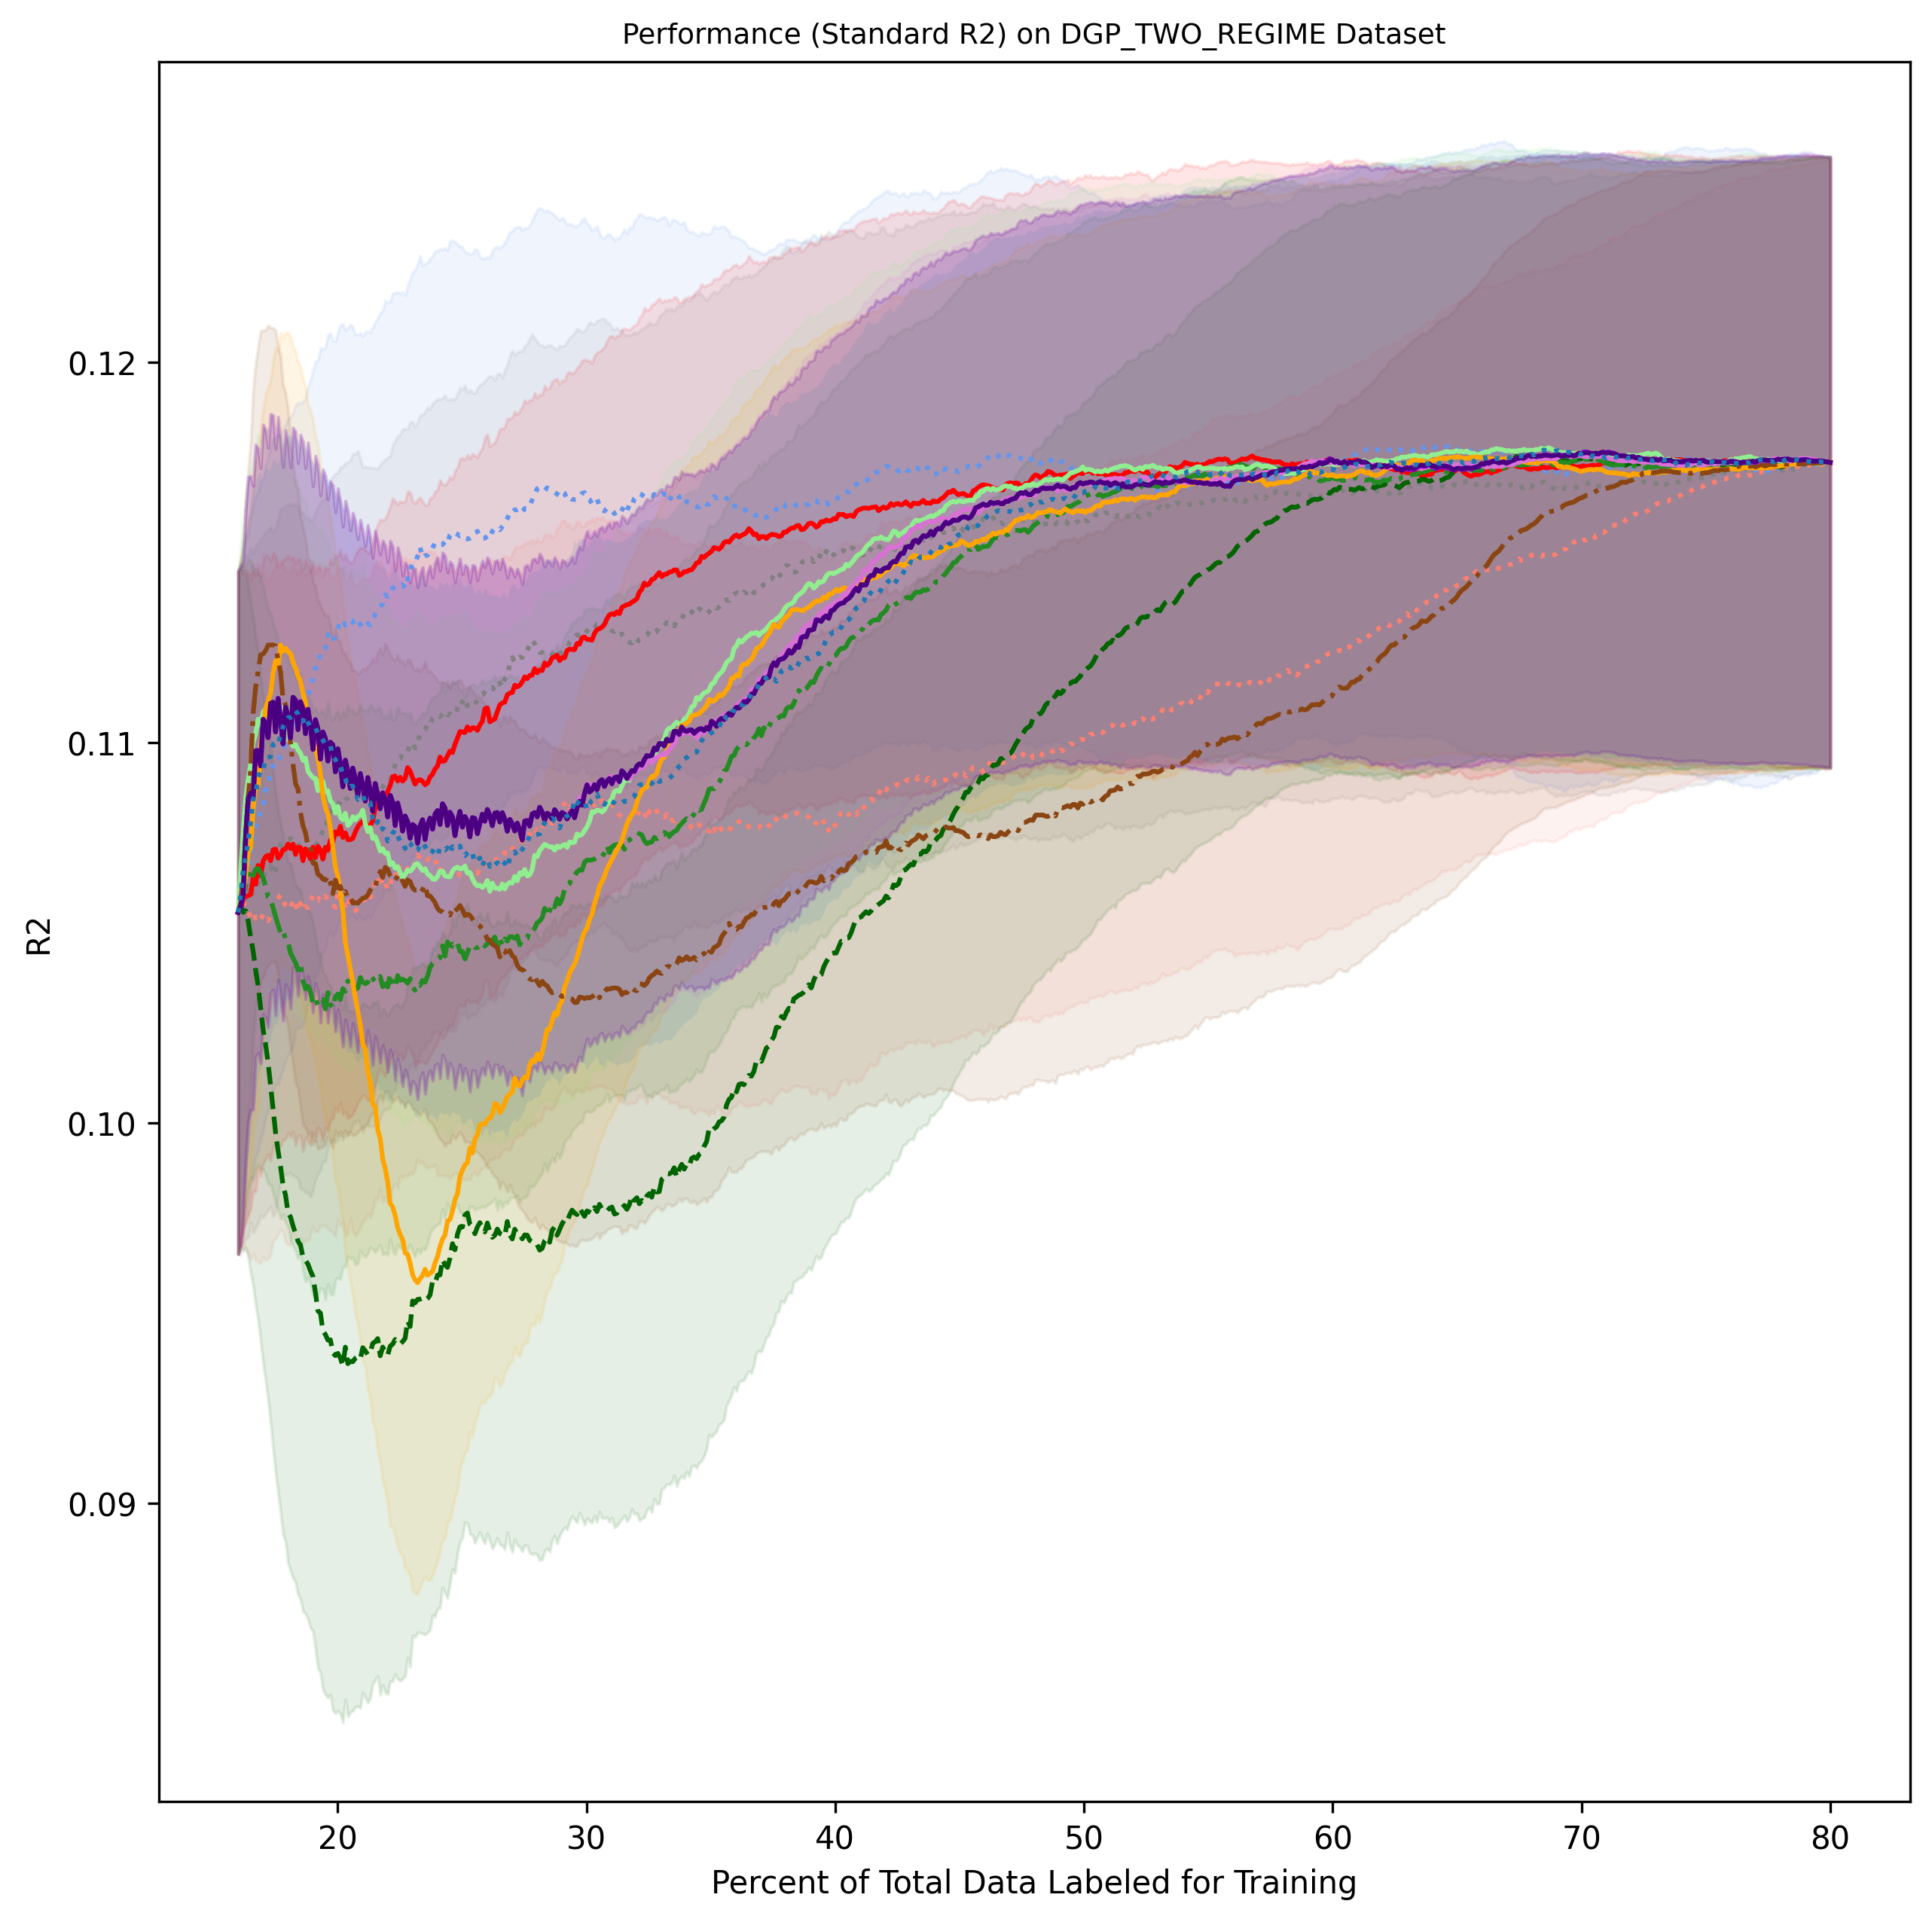 Performance (Standard R2) on DGP_TWO_REGIME Dataset
0.12
0.11
0.10
0.09
R2
20 30 40 50 60 70 80
Percent of Total Data Labeled for Training